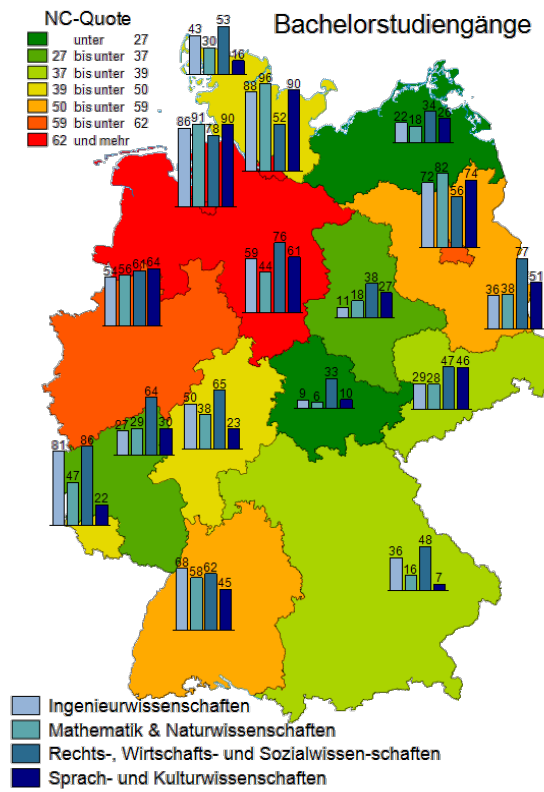 NC-Quote
Bachelorstudiengänge
unter 27
27 bis unter 37
37 bis unter 39
39 bis unter 50
50 bis unter 59
59 bis unter 62
62 und mehr
43 30 53 16
88 96 52 90
86 91 78 90
22 18 34 26
72 82 56 74
59 44 76 61
54 56 61 64
11 18 38 27
36 38 77 51
29 28 47 46
9 6 33 10
50 38 65 23
27 29 64 30
81 47 86 22
36 16 48 7
68 58 62 45
Ingenieurwissenschaften
Mathematik & Naturwissenschaften
Rechts-, Wirtschafts- und Sozialwissen-schaften
Sprach- und Kulturwissenschaften